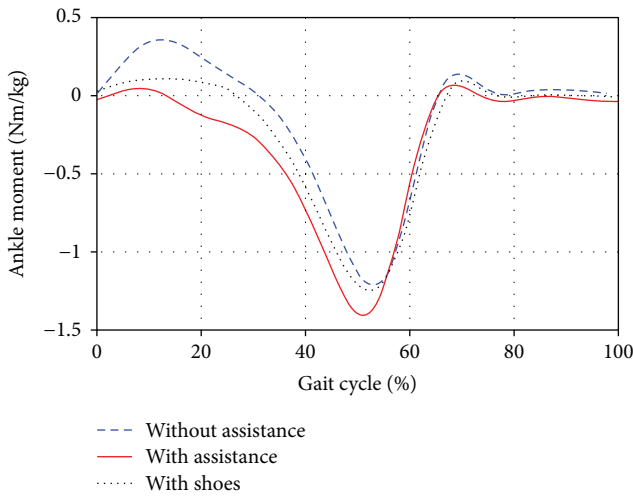 0.5
0
−0.5
−1
−1.5
Ankle moment (Nm/kg)
0 20 40 60 80 100
Gait cycle (%)
Without assistance
With assistance
With shoes